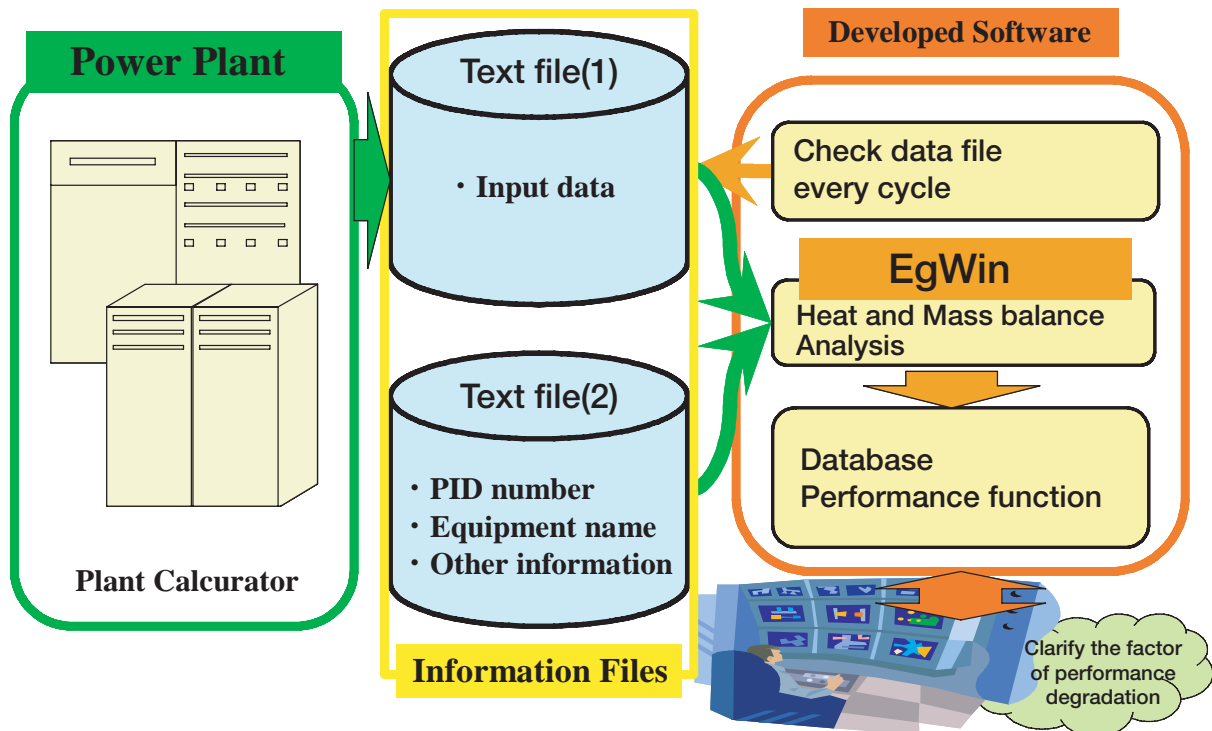 Power Plant
Plant Calcurator
Text file(1)
・Input data
Text file(2)
・PID number
・Equipment name
・Other information
Information Files
Developed Software
Check data file
every cycle
EgWin
Heat and Mass balance
Analysis
Database
Performance function
Clarify the factor
of performance
degradation